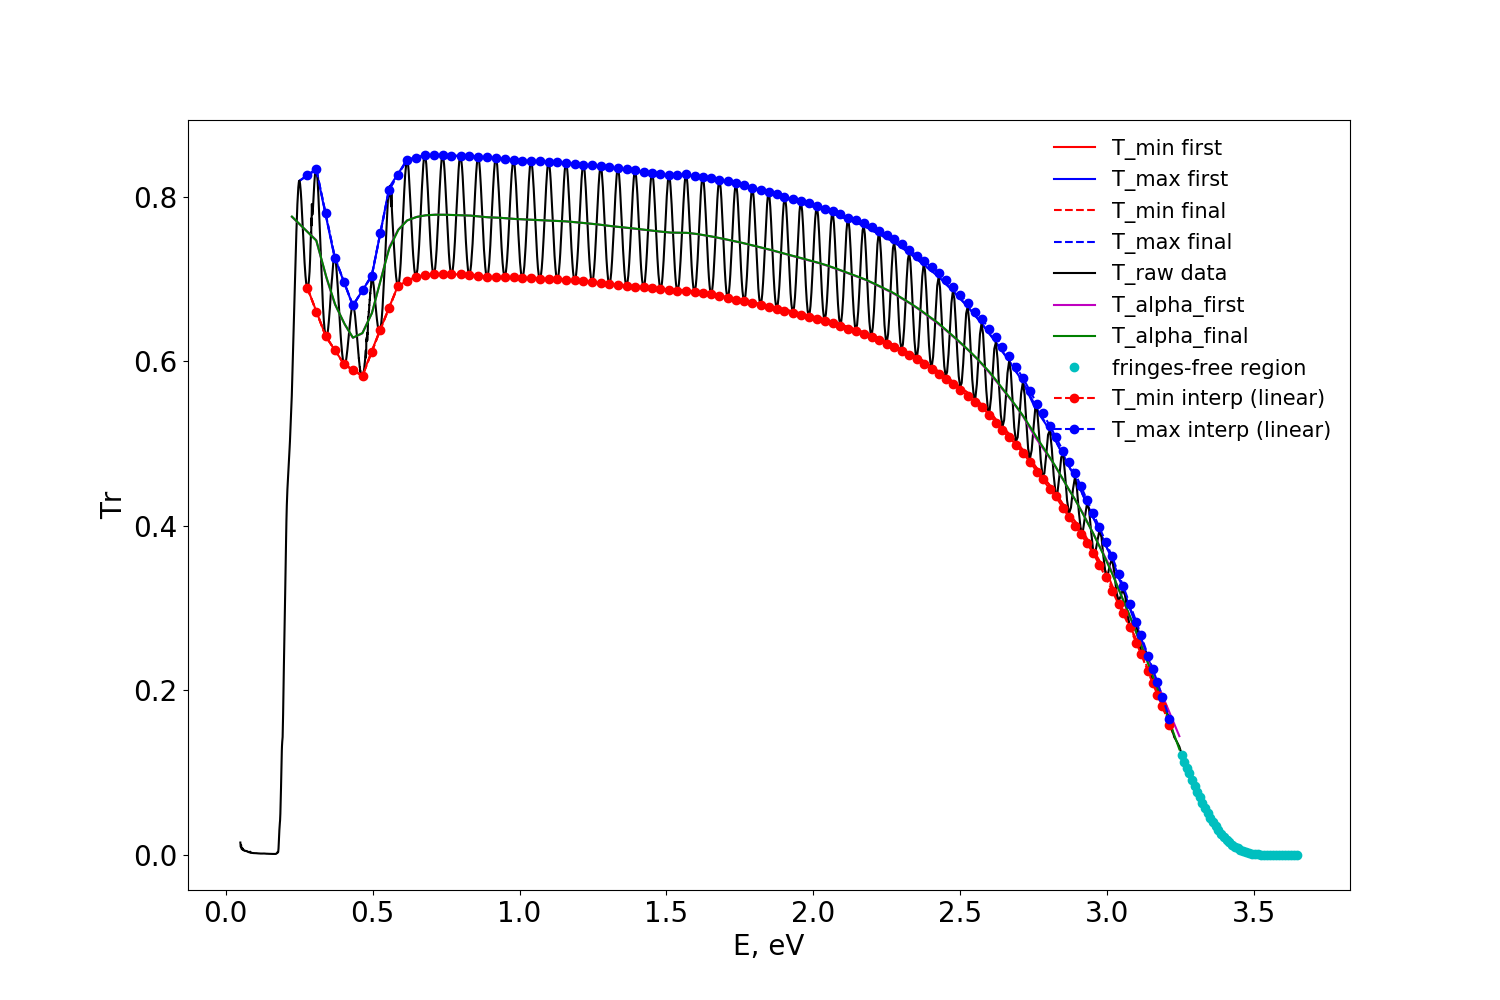 T_min first
T_max first
T_min final
T_max final
T_raw data
T_alpha_first
T_alpha_final
fringes-free region
T_min interp (linear)
T_max interp (linear)
0.8
0.6
0.4
0.2
0.0
Tr
0.0 0.5 1.0 1.5 2.0 2.5 3.0 3.5
E, eV